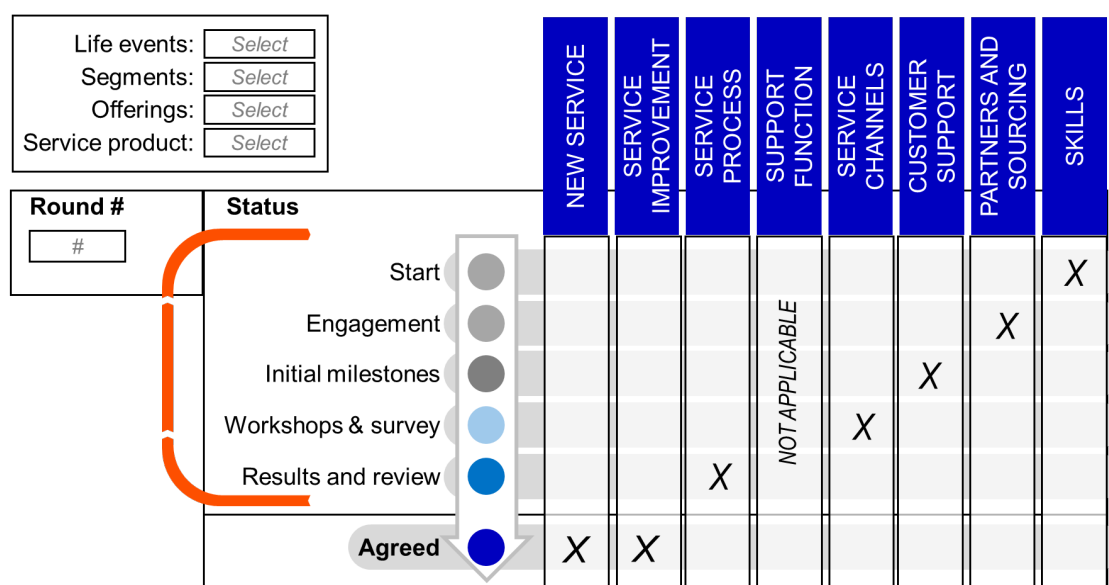 Life events: Select
Segments: Select
Offerings: Select
Service product: Select
NEW SERVICE
SERVICE
IMPROVEMENT
SERVICE
PROCESS
SUPPORT
FUNCTION
SERVICE
CHANNELS
CUSTOMER
SUPPORT
PARTNERS AND
SOURCING
SKILLS
Round #
#
Status
Start X
Engagement X
Initial milestones X
Workshops & survey X
Results and review X
NOT APPLICABLE
Agreed X X